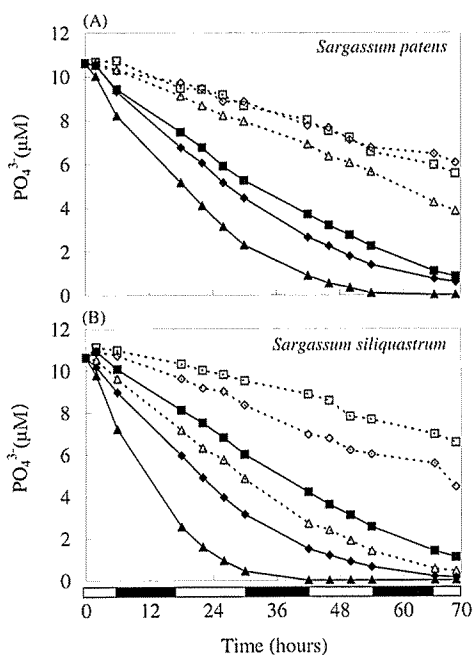 (A)
Sargassum patens
12
10
8
6
4
2
0
PO₄³⁻(μM)
(B)
Sargassum siliquastrum
12
10
8
6
4
2
0
PO₄³⁻(μM)
0 12 24 36 48 60 70
Time (hours)